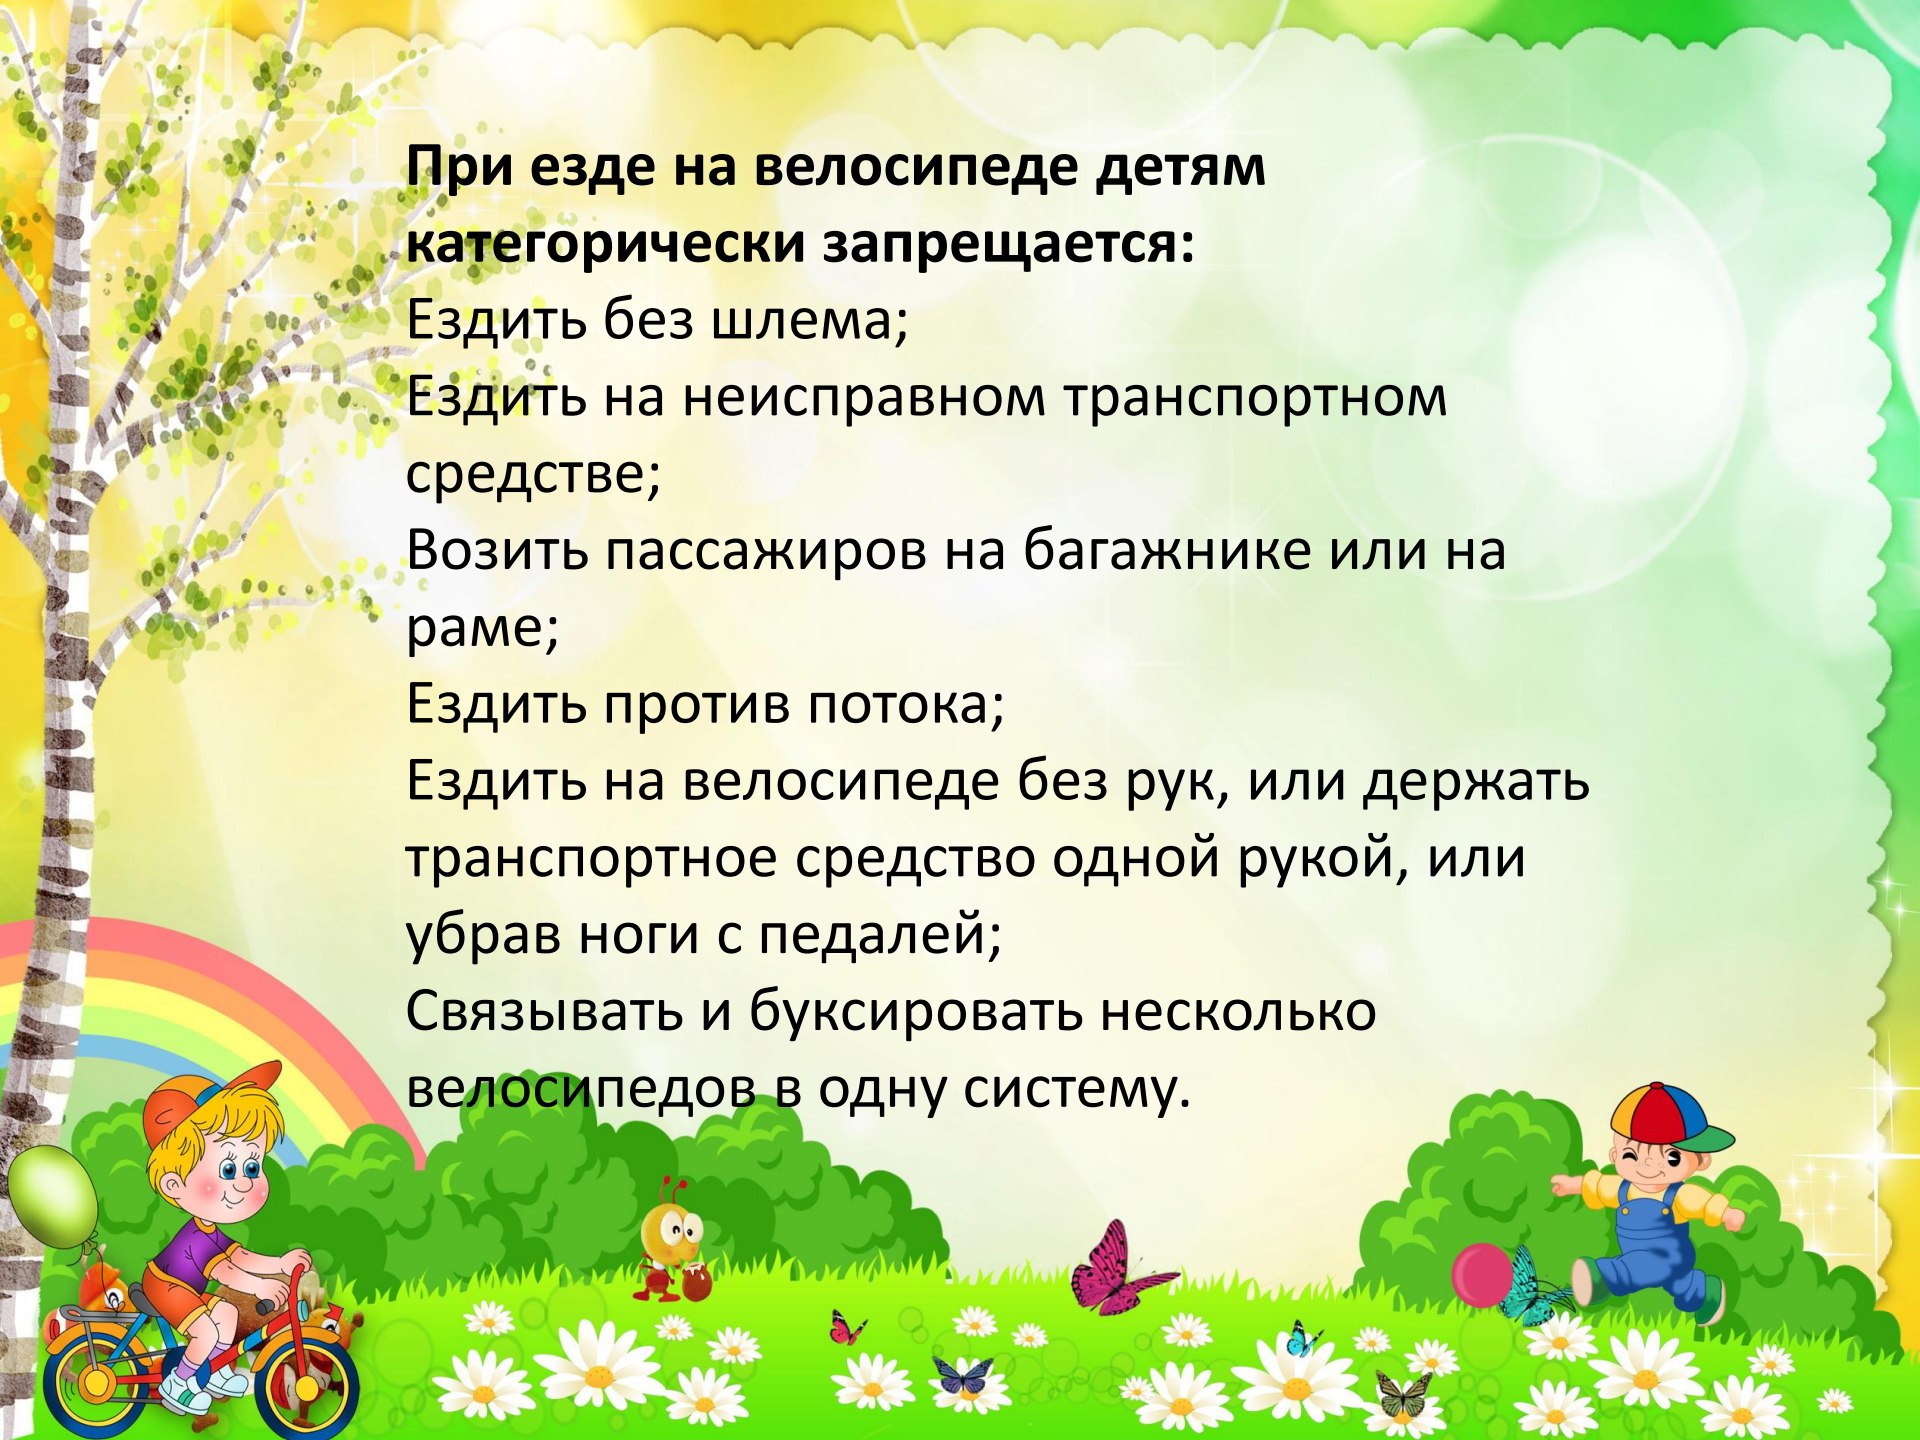 При езде на велосипеде детям
категорически запрещается:
Ездить без шлема;
Ездить на неисправном транспортном
средстве;
Возить пассажиров на багажнике или на
раме;
Ездить против потока;
Ездить на велосипеде без рук, или держать
транспортное средство одной рукой, или
убрав ноги с педалей;
Связывать и буксировать несколько
велосипедов в одну систему.